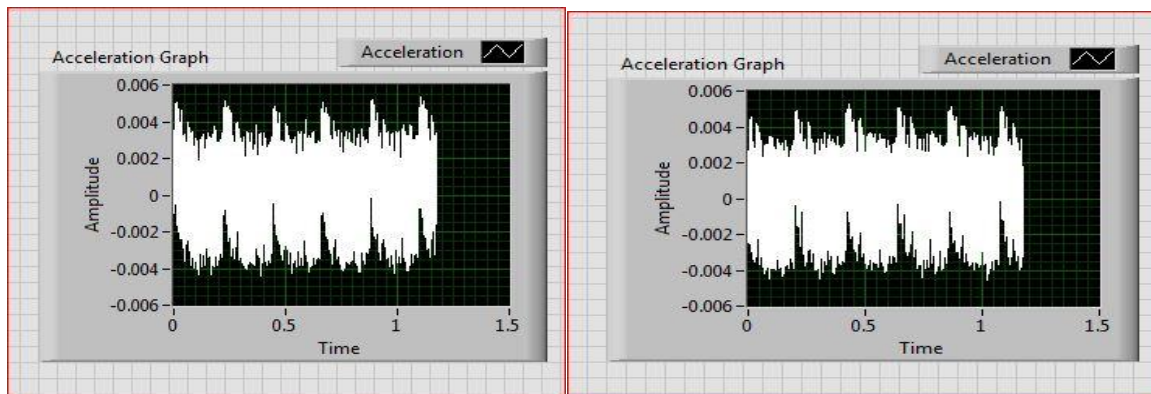 Acceleration
Acceleration Graph
0.006
0.004
0.002
0
-0.002
-0.004
-0.006
Amplitude
0 0.5 1 1.5
Time
Acceleration
Acceleration Graph
0.006
0.004
0.002
0
-0.002
-0.004
-0.006
Amplitude
0 0.5 1 1.5
Time